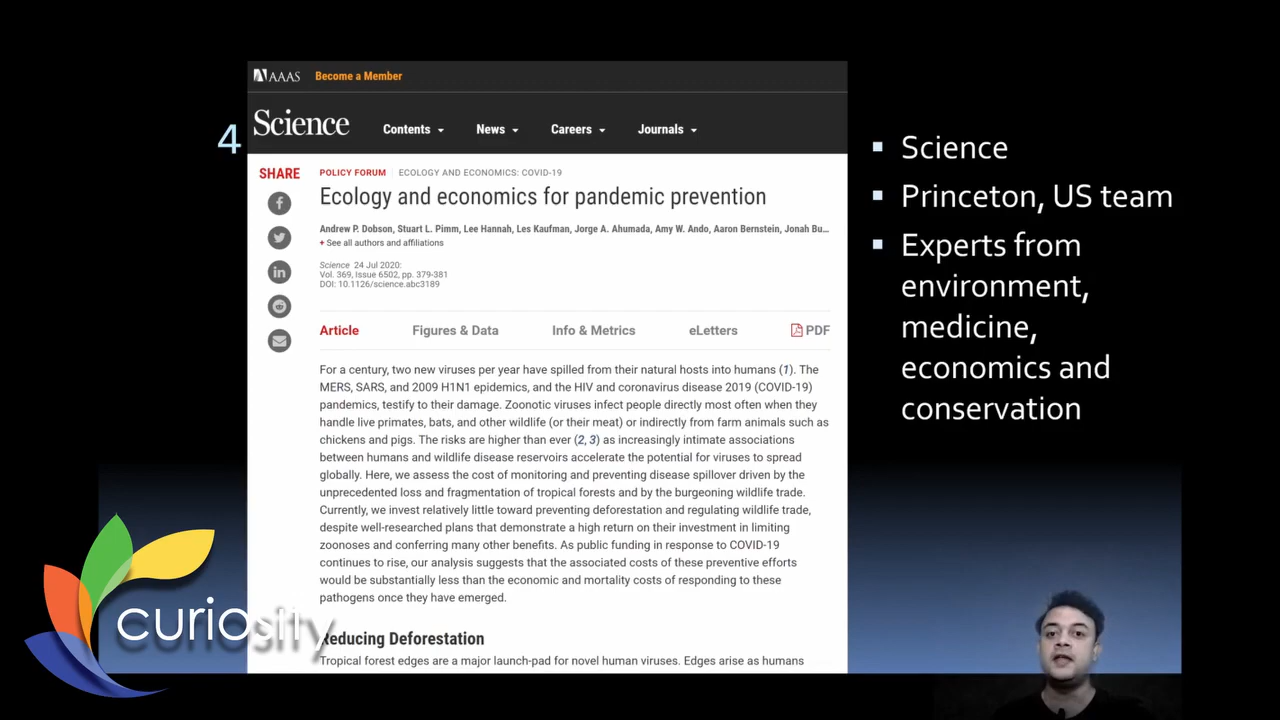 AAAS Become a Member
4
Science Contents News Careers Journals
SHARE
POLICY FORUM ECOLOGY AND ECONOMICS: COVID-19
Ecology and economics for pandemic prevention
Andrew P. Dobson, Stuart L. Pimm, Lee Hannah, Les Kaufman, Jorge A. Ahumada, Amy W. Ando, Aaron Bernstein, Jonah Bu...
+ See all authors and affiliations
Science 24 Jul 2020:
Vol. 369, Issue 6502, pp. 379-381
DOI: 10.1126/science.abc3189
Article Figures & Data Info & Metrics eLetters PDF
For a century, two new viruses per year have spilled from their natural hosts into humans (1). The
MERS, SARS, and 2009 H1N1 epidemics, and the HIV and coronavirus disease 2019 (COVID-19)
pandemics, testify to their damage. Zoonotic viruses infect people directly most often when they
handle live primates, bats, and other wildlife (or their meat) or indirectly from farm animals such as
chickens and pigs. The risks are higher than ever (2, 3) as increasingly intimate associations
between humans and wildlife disease reservoirs accelerate the potential for viruses to spread
globally. Here, we assess the cost of monitoring and preventing disease spillover driven by the
unprecedented loss and fragmentation of tropical forests and by the burgeoning wildlife trade.
Currently, we invest relatively little toward preventing deforestation and regulating wildlife trade,
despite well-researched plans that demonstrate a high return on their investment in limiting
zoonoses and conferring many other benefits. As public funding in response to COVID-19
continues to rise, our analysis suggests that the associated costs of these preventive efforts
would be substantially less than the economic and mortality costs of responding to these
pathogens once they have emerged.
Reducing Deforestation
Tropical forest edges are a major launch-pad for novel human viruses. Edges arise as humans
Science
Princeton, US team
Experts from
environment,
medicine,
economics and
conservation
curiosity